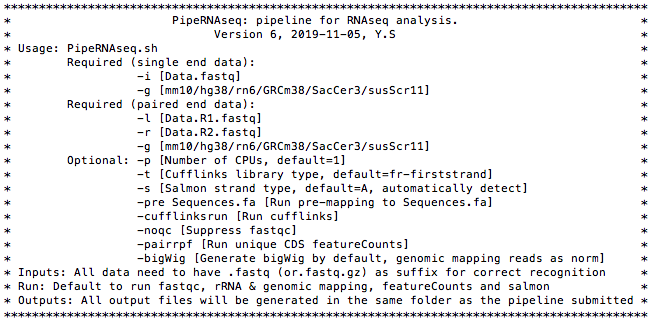 *****************************************************************************************
*                       PipeRNAseq: pipeline for RNAseq analysis.                          *
*                             Version 6, 2019-11-05, Y.S                                   *
* Usage: PipeRNAseq.sh                                                                     *
*        Required (single end data):                                                       *
*                  -i [Data.fastq]                                                         *
*                  -g [mm10/hg38/rn6/GRCm38/SacCer3/susScr11]                              *
*        Required (paired end data):                                                       *
*                  -l [Data.R1.fastq]                                                      *
*                  -r [Data.R2.fastq]                                                      *
*                  -g [mm10/hg38/rn6/GRCm38/SacCer3/susScr11]                              *
*        Optional: -p [Number of CPUs, default=1]                                          *
*                  -t [Cufflinks library type, default=fr-firststrand]                     *
*                  -s [Salmon strand type, default=A, automatically detect]                *
*                  -pre Sequences.fa [Run pre-mapping to Sequences.fa]                     *
*                  -cufflinksrun [Run cufflinks]                                           *
*                  -noqc [Suppress fastqc]                                                 *
*                  -pairrpf [Run unique CDS featureCounts]                                 *
*                  -bigWig [Generate bigWig by default, genomic mapping reads as norm]     *
* Inputs: All data need to have .fastq (or.fastq.gz) as suffix for correct recognition     *
* Run: Default to run fastqc, rRNA & genomic mapping, featureCounts and salmon             *
* Outputs: All output files will be generated in the same folder as the pipeline submitted *
*****************************************************************************************